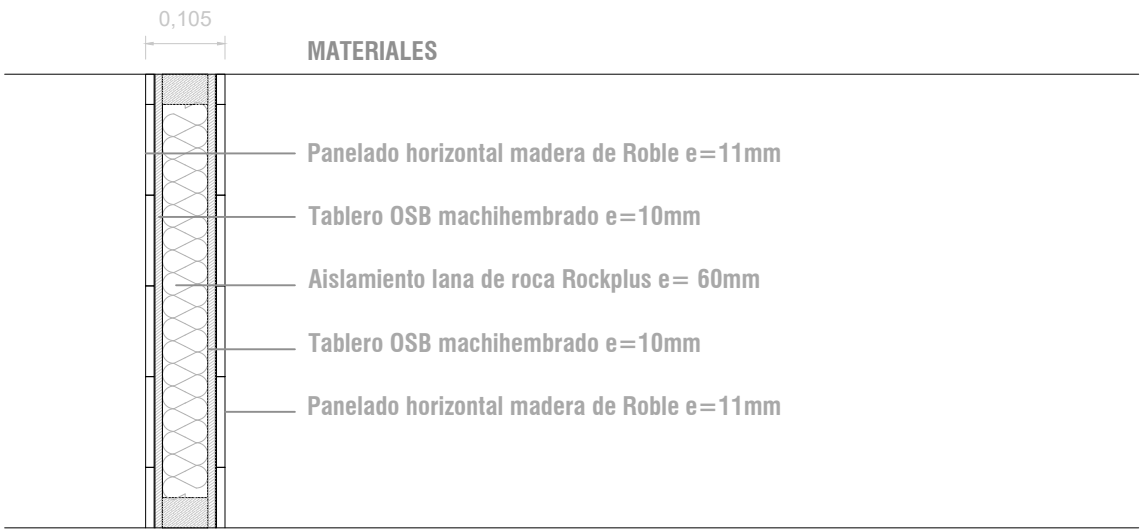 0,105
MATERIALES
Panelado horizontal madera de Roble e=11mm
Tablero OSB machihembrado e=10mm
Aislamiento lana de roca Rockplus e= 60mm
Tablero OSB machihembrado e=10mm
Panelado horizontal madera de Roble e=11mm